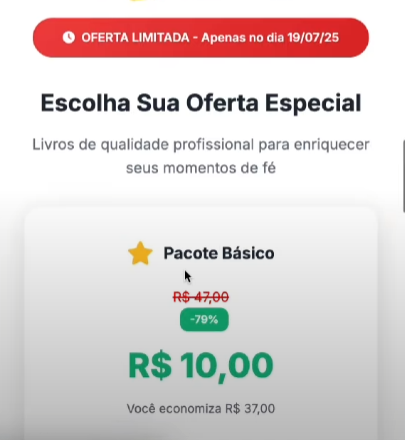 OFERTA LIMITADA - Apenas no dia 19/07/25
Escolha Sua Oferta Especial
Livros de qualidade profissional para enriquecer
seus momentos de fé
Pacote Básico
R$ 47,00
-79%
R$ 10,00
Você economiza R$ 37,00